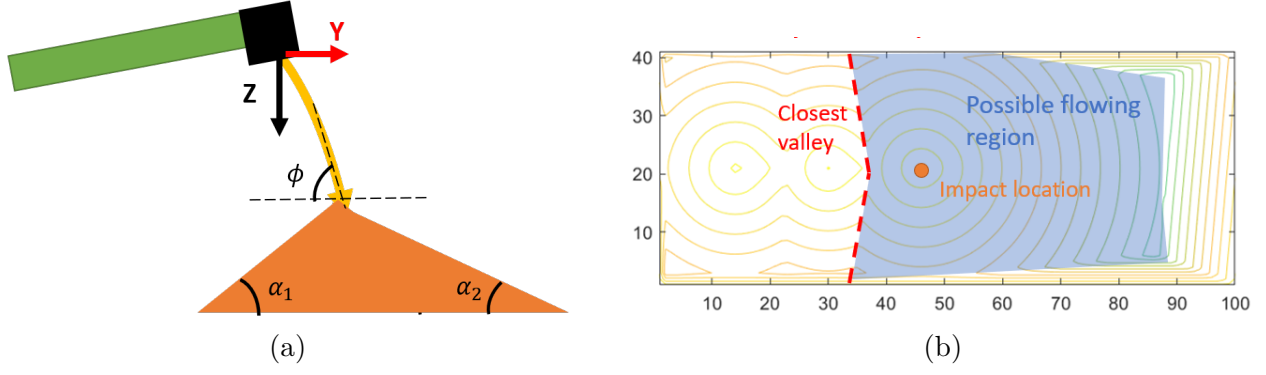 Y
Z
ϕ
α₁
α₂
(a)
40
30
20
10
Closest
valley
Possible flowing
region
Impact location
10 20 30 40 50 60 70 80 90 100
(b)